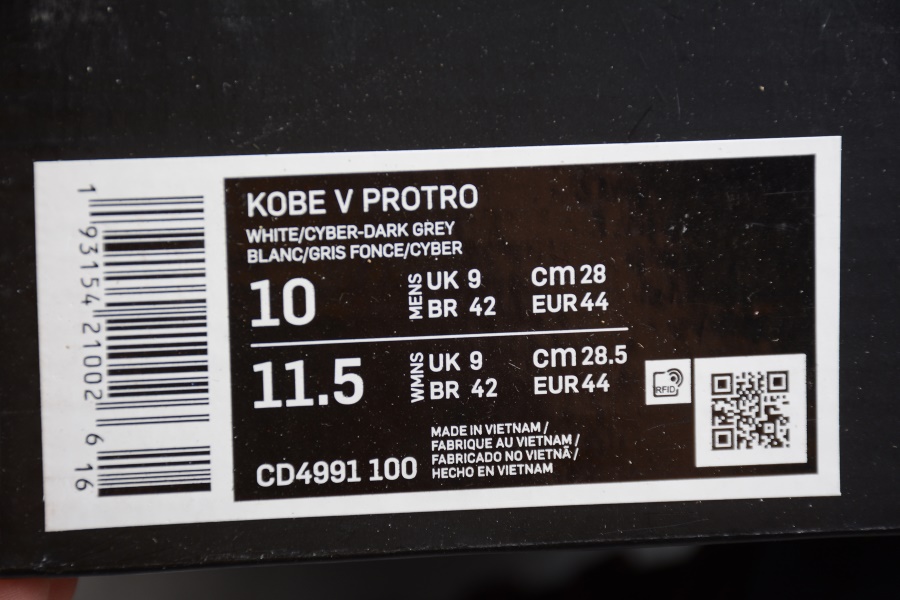 KOBE V PROTRO
WHITE/CYBER-DARK GREY
BLANC/GRIS FONCE/CYBER
10 MENS UK 9 cm 28
BR 42 EUR 44
11.5 WMNS UK 9 cm 28.5
BR 42 EUR 44
RFID
CD4991 100
MADE IN VIETNAM /
FABRIQUE AU VIETNAM /
FABRICADO NO VIETNÃ /
HECHO EN VIETNAM
1 93154 21002 6 16